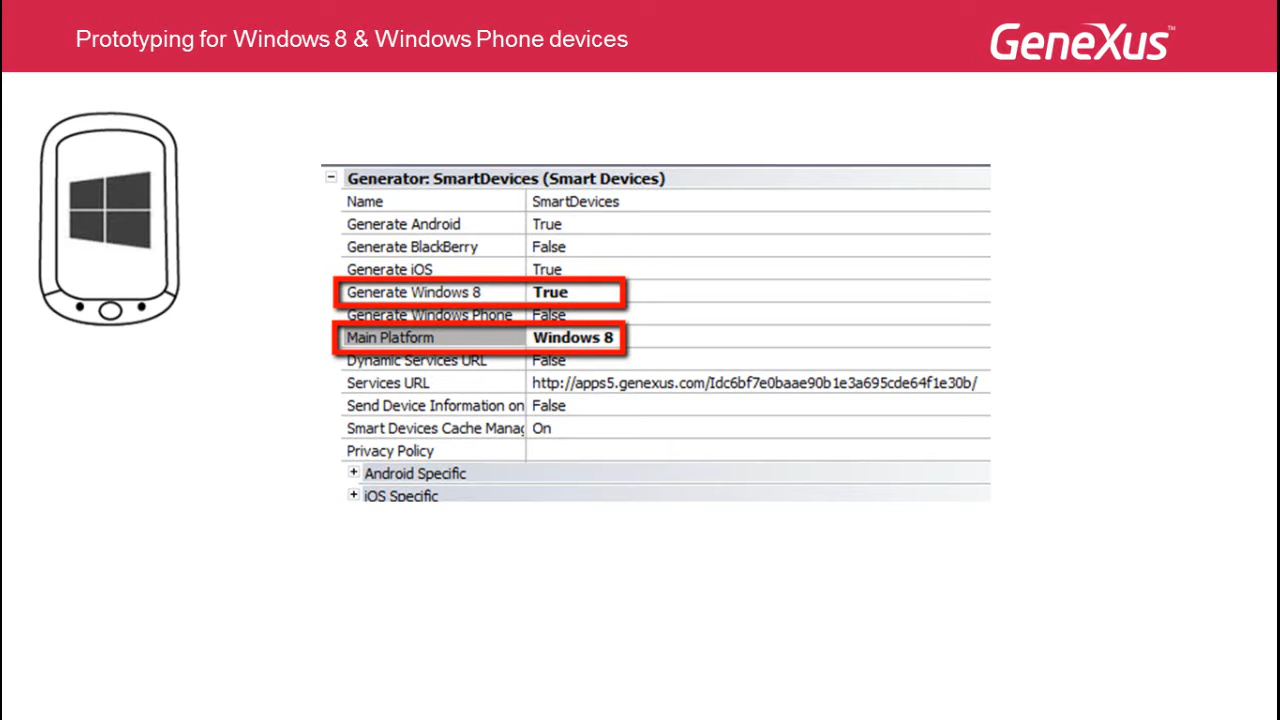 Prototyping for Windows 8 & Windows Phone devices
GeneXus™
Generator: SmartDevices (Smart Devices)
Name SmartDevices
Generate Android True
Generate BlackBerry False
Generate iOS True
Generate Windows 8 True
Generate Windows Phone False
Main Platform Windows 8
Dynamic Services URL False
Services URL http://apps5.genexus.com/Idc6bf7e0baae90b1e3a695cde64f1e30b/
Send Device Information on False
Smart Devices Cache Manag On
Privacy Policy
Android Specific
iOS Specific